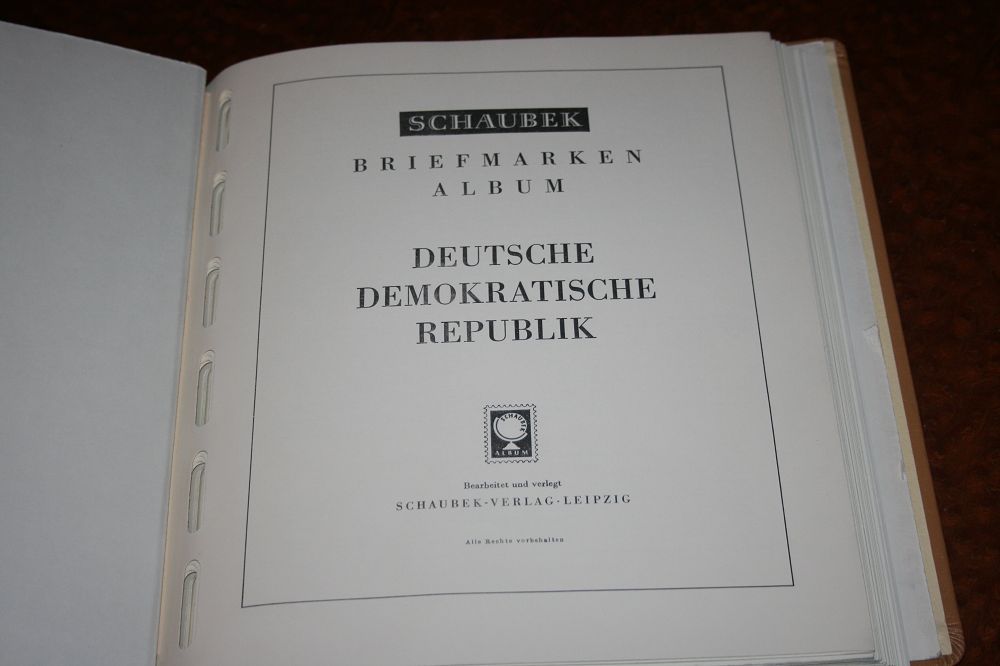 SCHAUBEK
BRIEFMARKEN
ALBUM
DEUTSCHE
DEMOKRATISCHE
REPUBLIK
SCHAUBEK
ALBUM
Bearbeitet und verlegt
SCHAUBEK-VERLAG-LEIPZIG
Alle Rechte vorbehalten